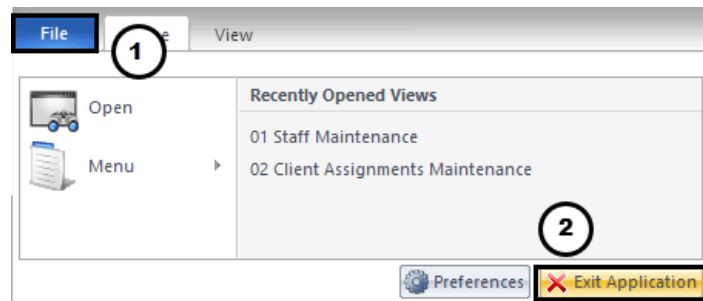 File View
1
Open
Menu
Recently Opened Views
01 Staff Maintenance
02 Client Assignments Maintenance
2
Preferences Exit Application